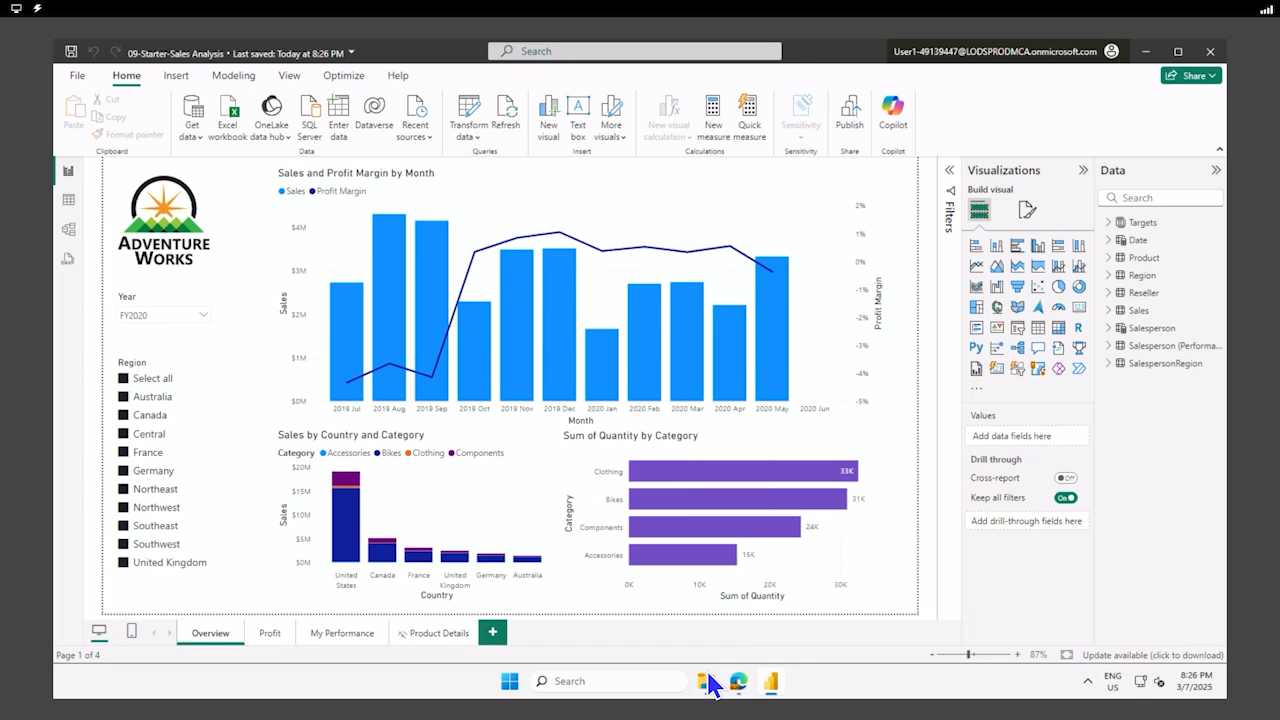 09-Starter-Sales Analysis • Last saved: Today at 8:26 PM
Search
User1-49139447@LODSPRODMCA.onmicrosoft.com
File Home Insert Modeling View Optimize Help
Share
Paste
Cut
Copy
Format painter
Get data
Excel workbook
OneLake data hub
SQL Server
Enter data
Dataverse
Recent sources
Transform data
Refresh
New visual
Text box
More visuals
New visual calculation
New measure
Quick measure
Sensitivity
Publish
Copilot
Clipboard Data Queries Insert Calculations Sensitivity Share Copilot
ADVENTURE
WORKS
Year
FY2020
Region
Select all
Australia
Canada
Central
France
Germany
Northeast
Northwest
Southeast
Southwest
United Kingdom
Sales and Profit Margin by Month
Sales Profit Margin
$4M
$3M
$2M
$1M
$0M
Sales
2%
1%
0%
-1%
-2%
-3%
-4%
-5%
Profit Margin
2019 Jul 2019 Aug 2019 Sep 2019 Oct 2019 Nov 2019 Dec 2020 Jan 2020 Feb 2020 Mar 2020 Apr 2020 May 2020 Jun
Month
Sales by Country and Category
Category Accessories Bikes Clothing Components
$20M
$15M
$10M
$5M
$0M
Sales
United States
Canada
France
United Kingdom
Germany
Australia
Country
Sum of Quantity by Category
Category
Clothing 33K
Bikes 31K
Components 24K
Accessories 15K
0K 10K 20K 30K
Sum of Quantity
Filters
Visualizations
Build visual
R
Py
123
...
Values
Add data fields here
Drill through
Cross-report Off
Keep all filters On
Add drill-through fields here
Data
Search
Targets
Date
Product
Region
Reseller
Sales
Salesperson
Salesperson (Performa...
SalespersonRegion
Overview Profit My Performance Product Details
Page 1 of 4
- + 87% Update available (click to download)
Search
ENG
US
8:26 PM
3/7/2025